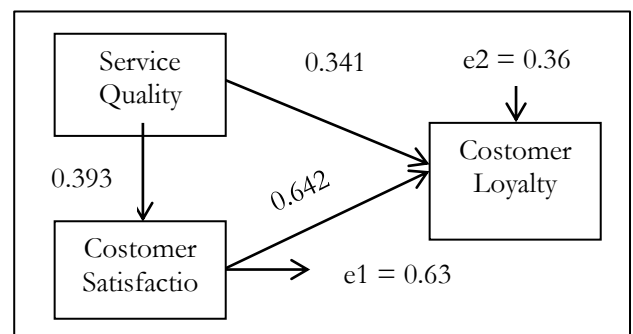 Service
Quality
0.341
e2 = 0.36
Costomer
Loyalty
0.393
0.642
Costomer
Satisfactio
e1 = 0.63